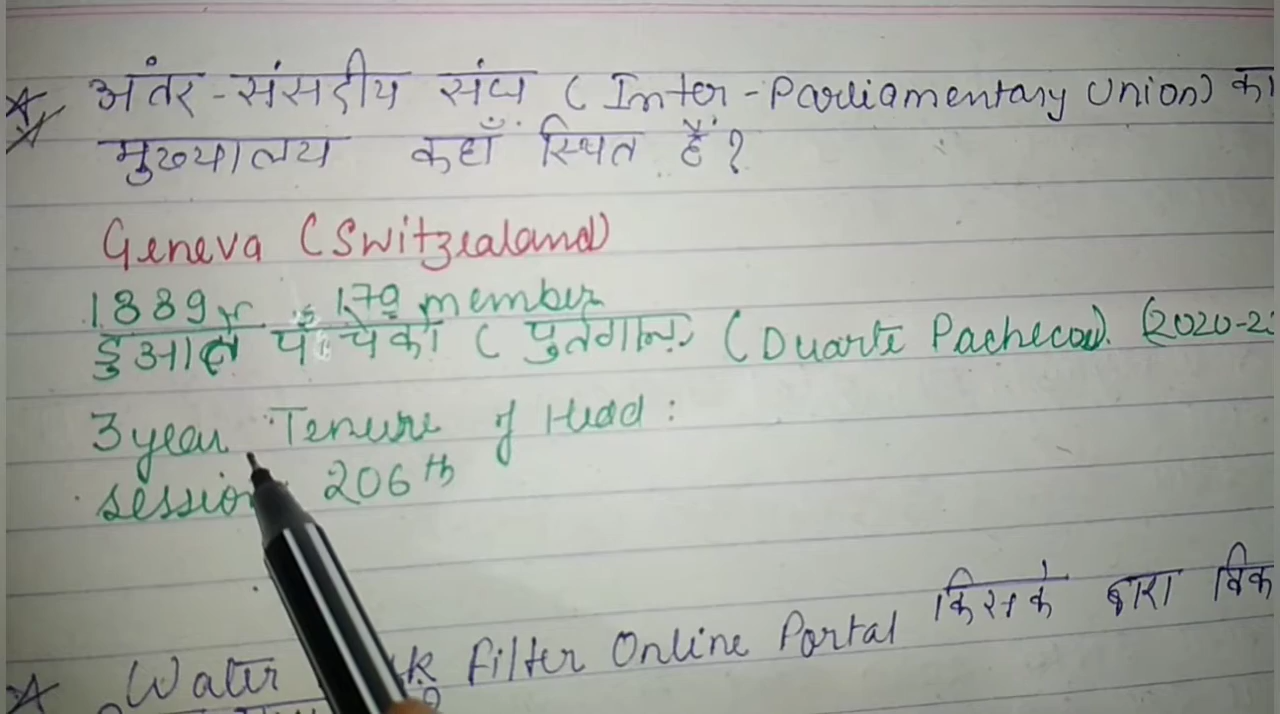 अंतर-संसदीय संघ (Inter-Parliamentary Union) का
मुख्यालय कहाँ स्थित हैं?
Geneva (Switzealand)
1889 179 member
डुआर्ते पाचेको (पुर्तगाल) (Duarte Pacheco). (2020-2
3 year Tenure of Head :
session 206th
Water Filter Online Portal किसके द्वारा विक